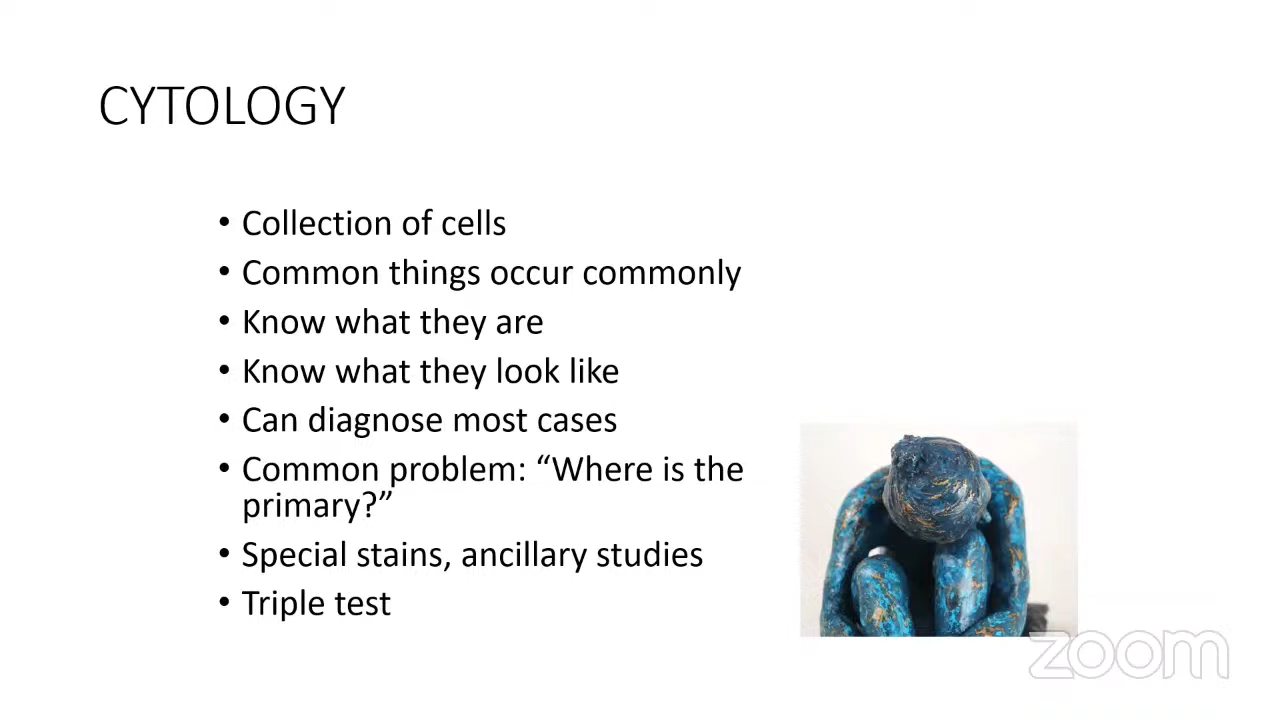 CYTOLOGY
• Collection of cells
• Common things occur commonly
• Know what they are
• Know what they look like
• Can diagnose most cases
• Common problem: “Where is the
primary?”
• Special stains, ancillary studies
• Triple test
zoom